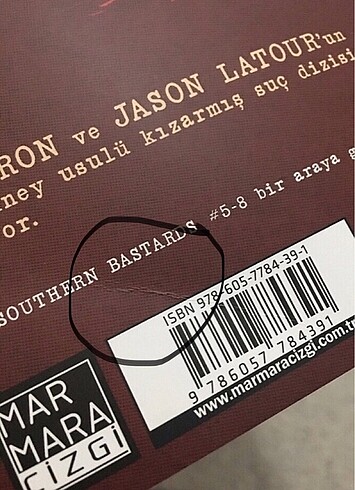 RON ve JASON LATOUR'un
ney usulü kızarmış suç dizisi
or.
SOUTHERN BASTARDS #5-8 bir araya g
ISBN 978-605-7784-39-1
9 786057 784391
www.marmaracizgi.com.tr
MAR
MARA
ÇİZGİ